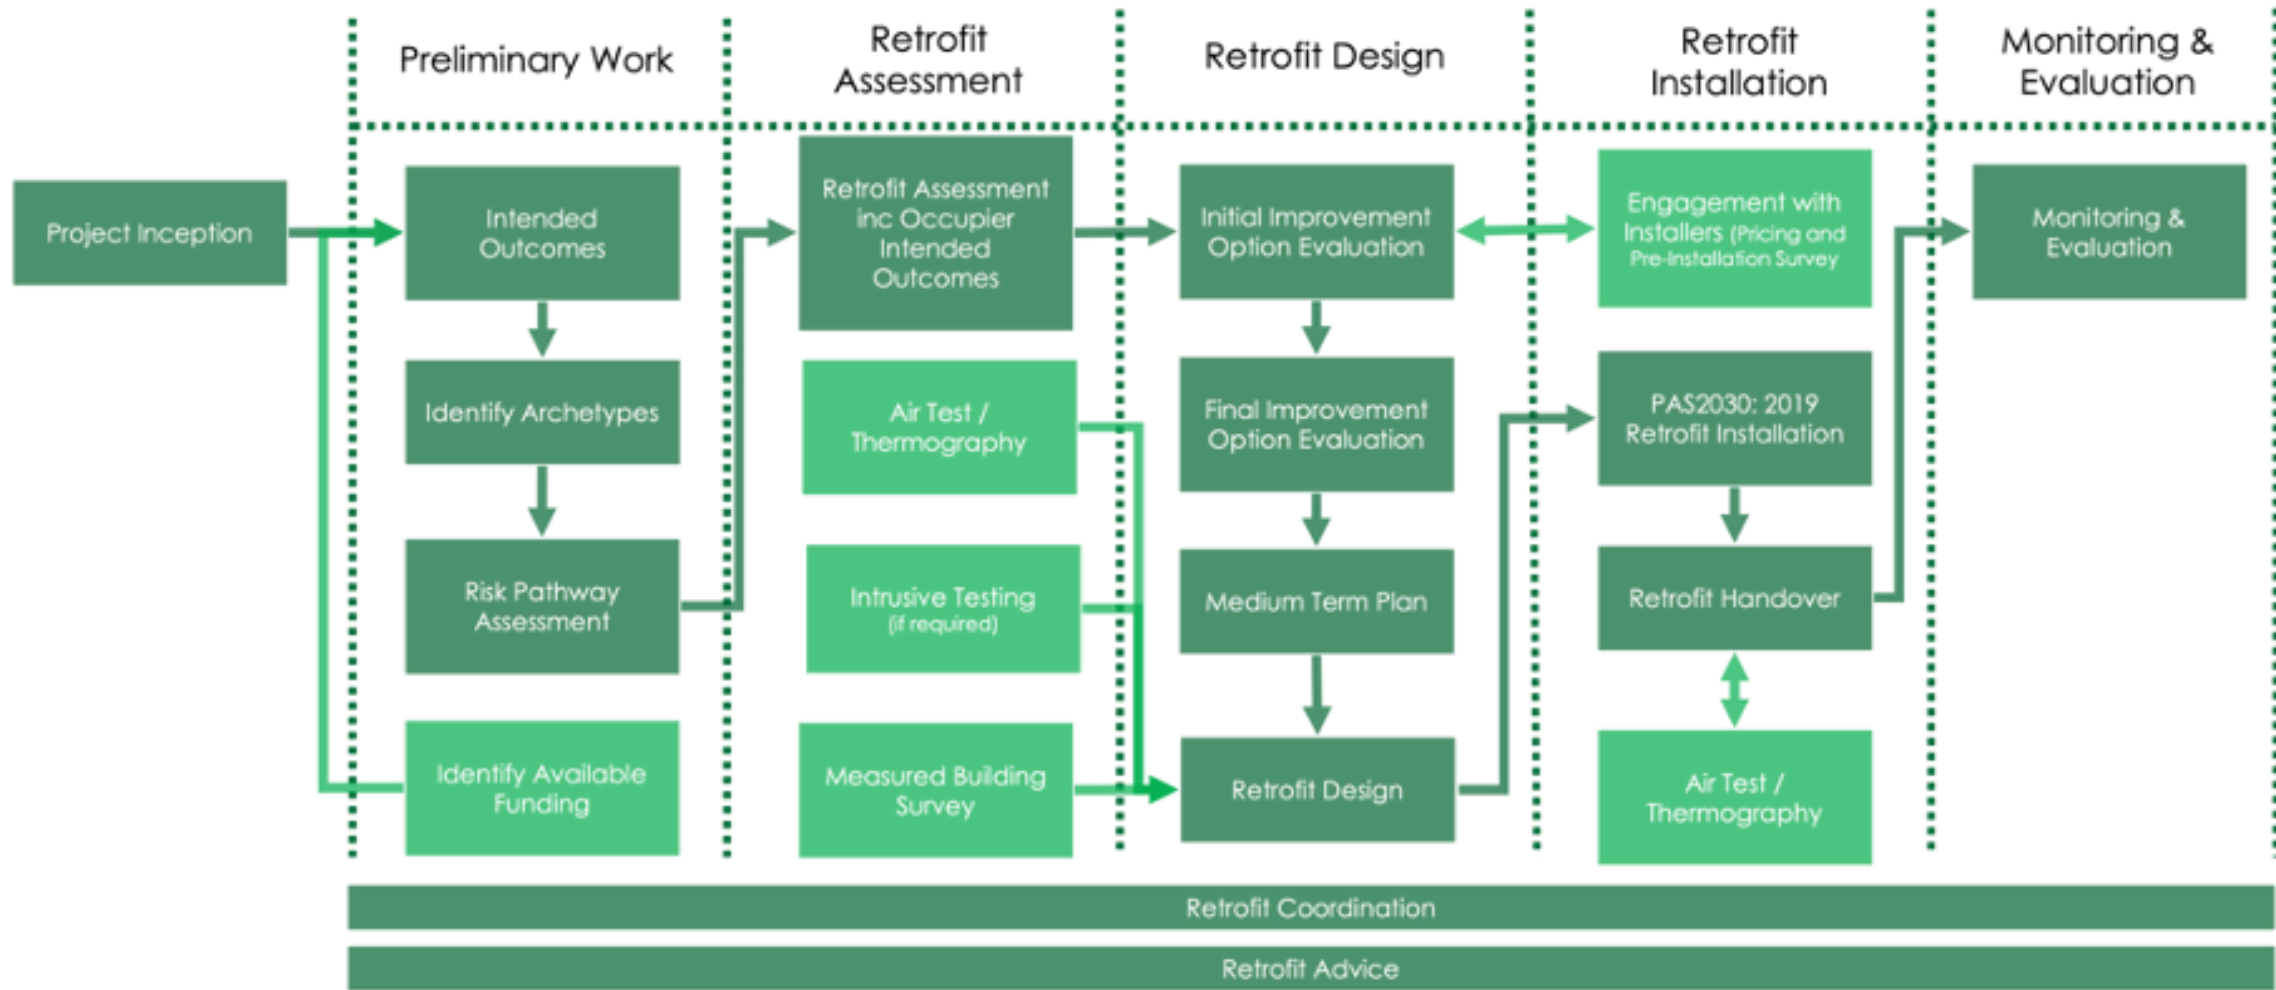 Preliminary Work
Retrofit
Assessment
Retrofit Design
Retrofit
Installation
Monitoring &
Evaluation
Project Inception
Intended
Outcomes
Identify Archetypes
Risk Pathway
Assessment
Identify Available
Funding
Retrofit Assessment
inc Occupier
Intended
Outcomes
Air Test /
Thermography
Intrusive Testing
(if required)
Measured Building
Survey
Initial Improvement
Option Evaluation
Final Improvement
Option Evaluation
Medium Term Plan
Retrofit Design
Engagement with
Installers (Pricing and
Pre-Installation Survey
PAS2030: 2019
Retrofit Installation
Retrofit Handover
Air Test /
Thermography
Monitoring &
Evaluation
Retrofit Coordination
Retrofit Advice